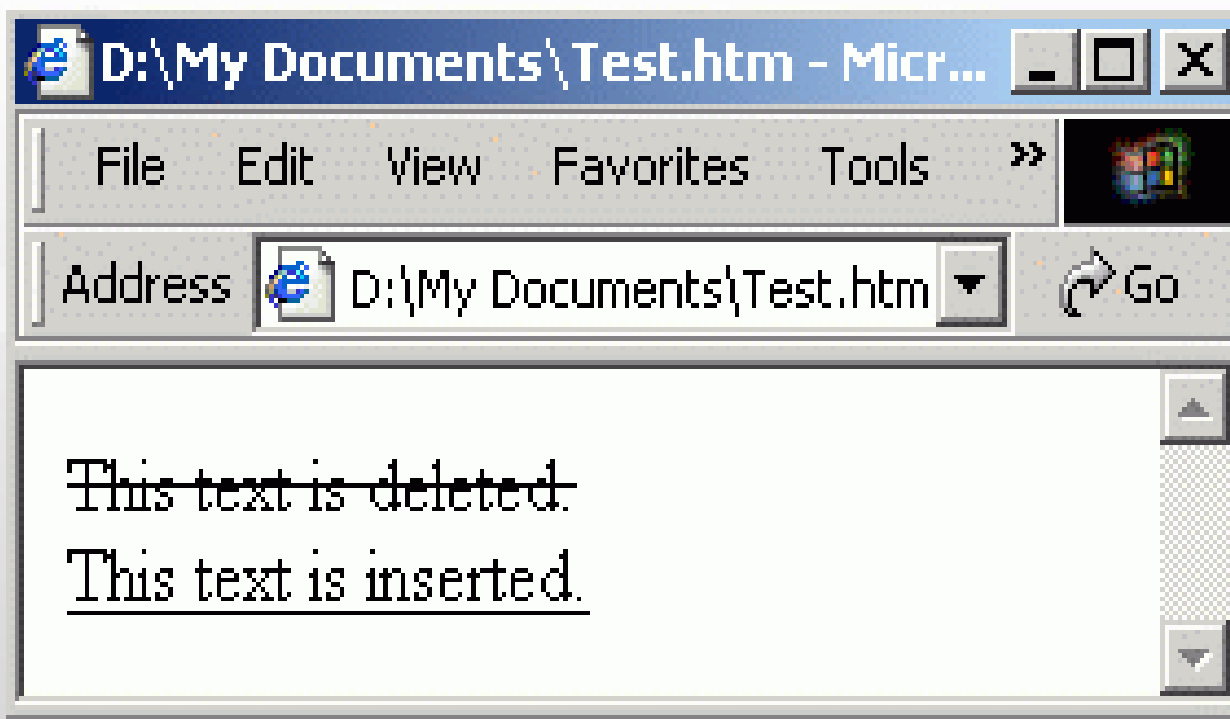 D:\My Documents\Test.htm - Micr...
File Edit View Favorites Tools »
Address D:\My Documents\Test.htm Go
This text is deleted.
This text is inserted.